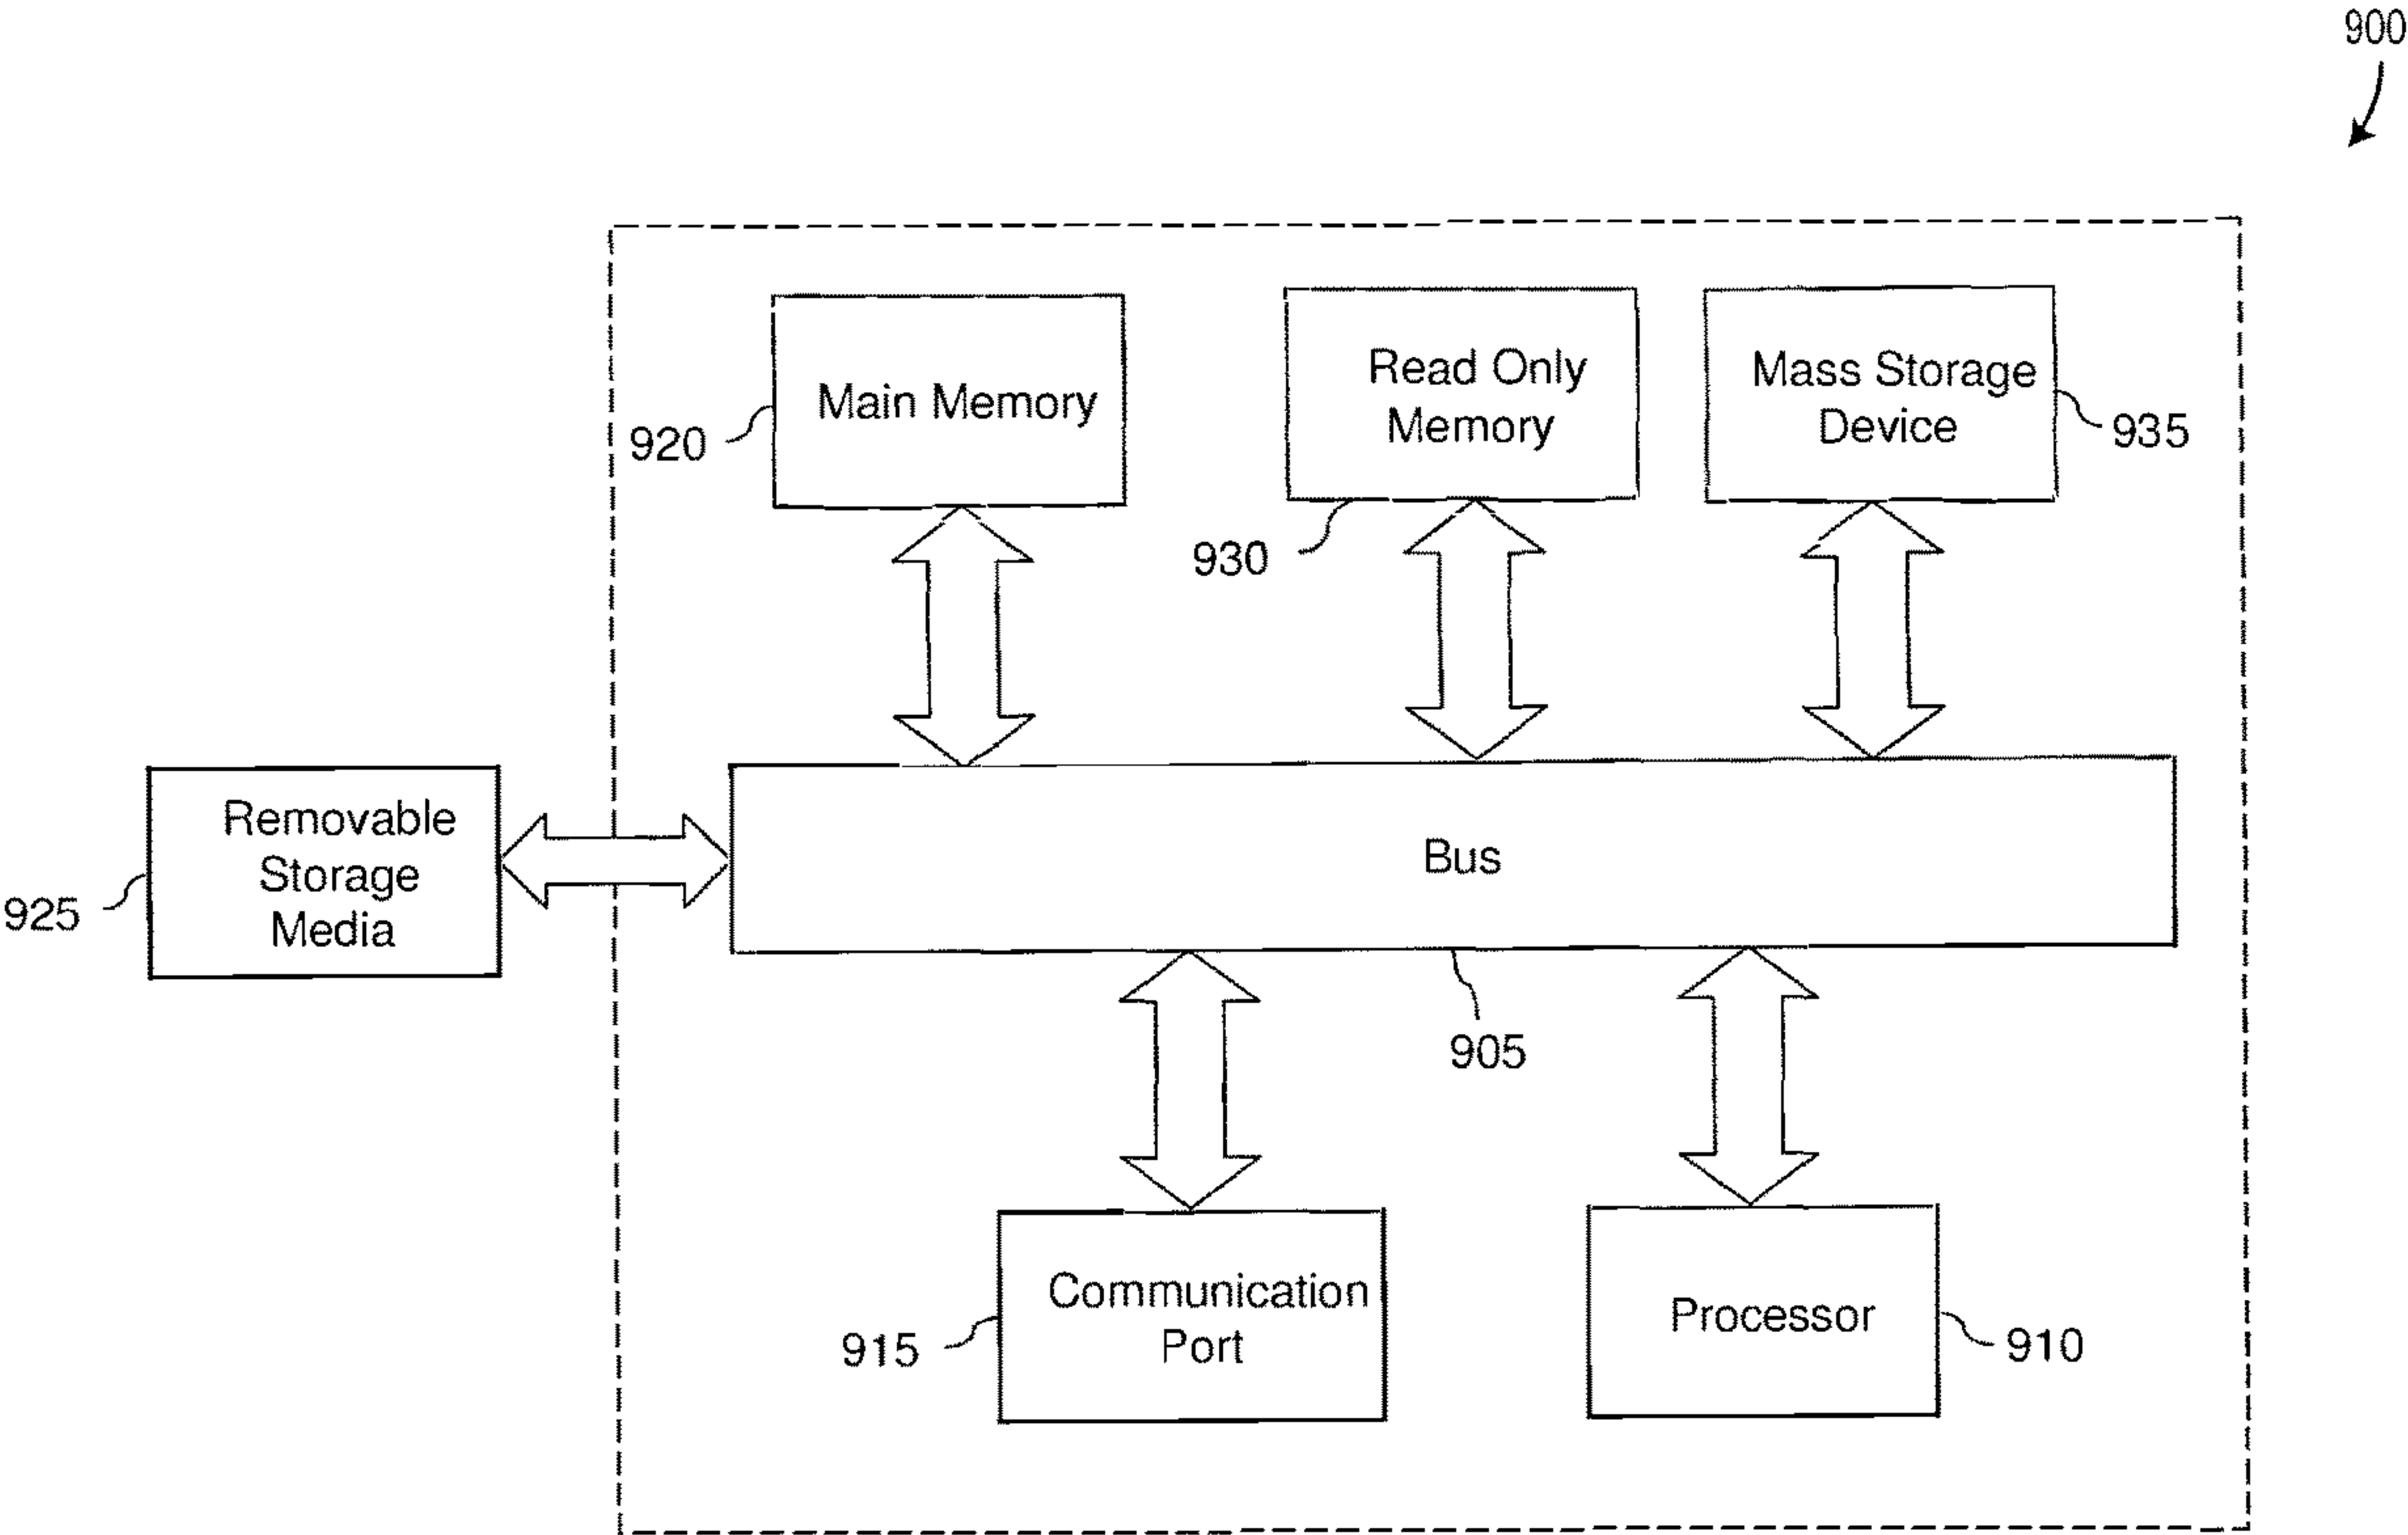 900
Main Memory
920
Read Only
Memory
930
Mass Storage
Device
935
Removable
Storage
Media
925
Bus
905
Communication
Port
915
Processor
910